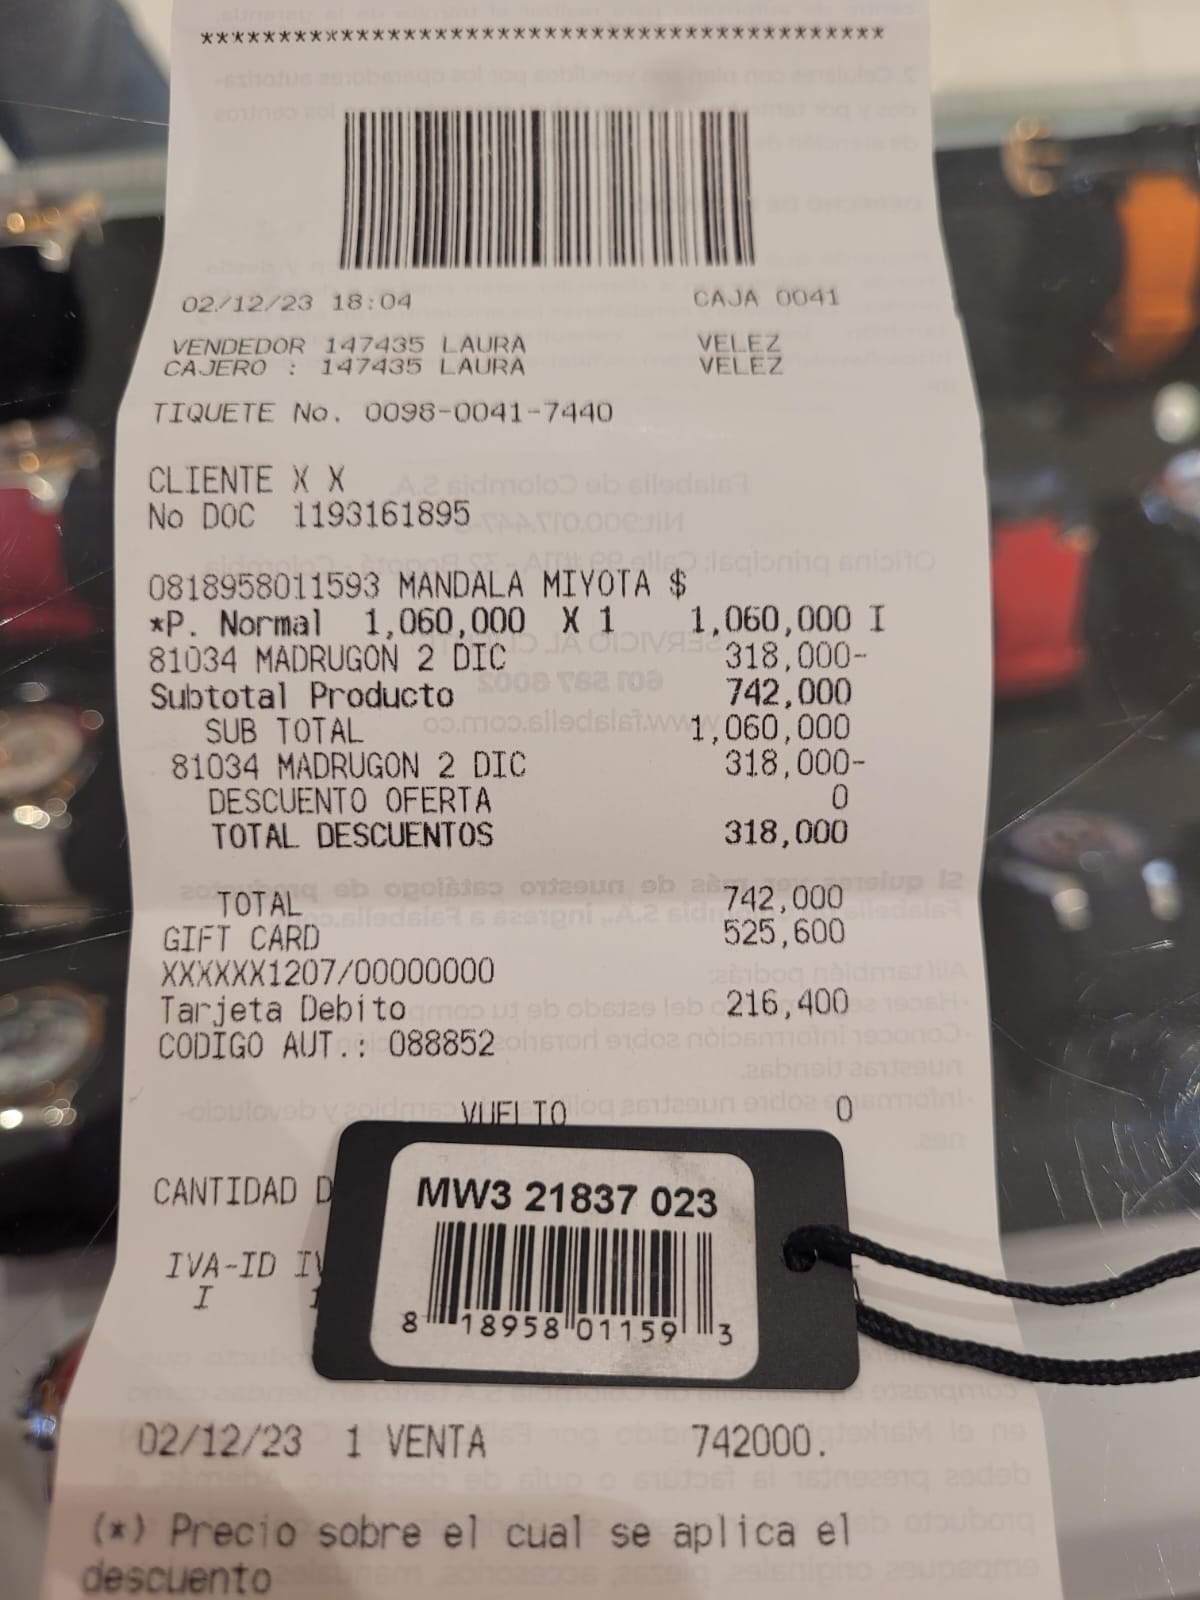 ******************************************
02/12/23 18:04 CAJA 0041
VENDEDOR 147435 LAURA VELEZ
CAJERO : 147435 LAURA VELEZ
TIQUETE No. 0098-0041-7440
CLIENTE X X
No DOC 1193161895
0818958011593 MANDALA MIYOTA $
*P. Normal 1,060,000 X 1 1,060,000 I
81034 MADRUGON 2 DIC 318,000-
Subtotal Producto 742,000
SUB TOTAL 1,060,000
81034 MADRUGON 2 DIC 318,000-
DESCUENTO OFERTA 0
TOTAL DESCUENTOS 318,000
TOTAL 742,000
GIFT CARD 525,600
XXXXXX1207/00000000
Tarjeta Debito 216,400
CODIGO AUT.: 088852
VUELTO 0
CANTIDAD D
MW3 21837 023
IVA-ID IV
I 1
8 18958 01159 3
02/12/23 1 VENTA 742000.
(*) Precio sobre el cual se aplica el
descuento